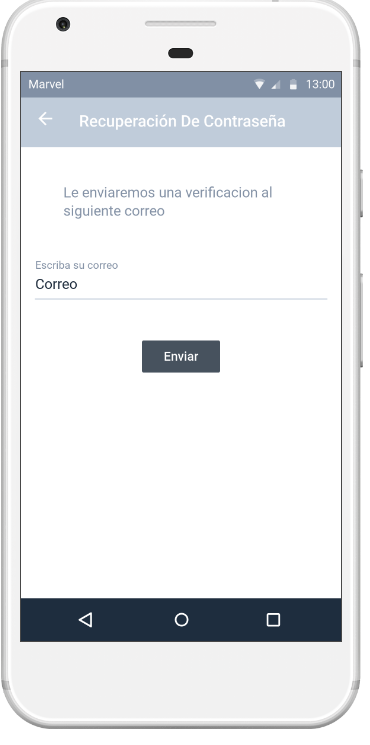 Marvel
13:00
Recuperación De Contraseña
Le enviaremos una verificacion al
siguiente correo
Escriba su correo
Correo
Enviar